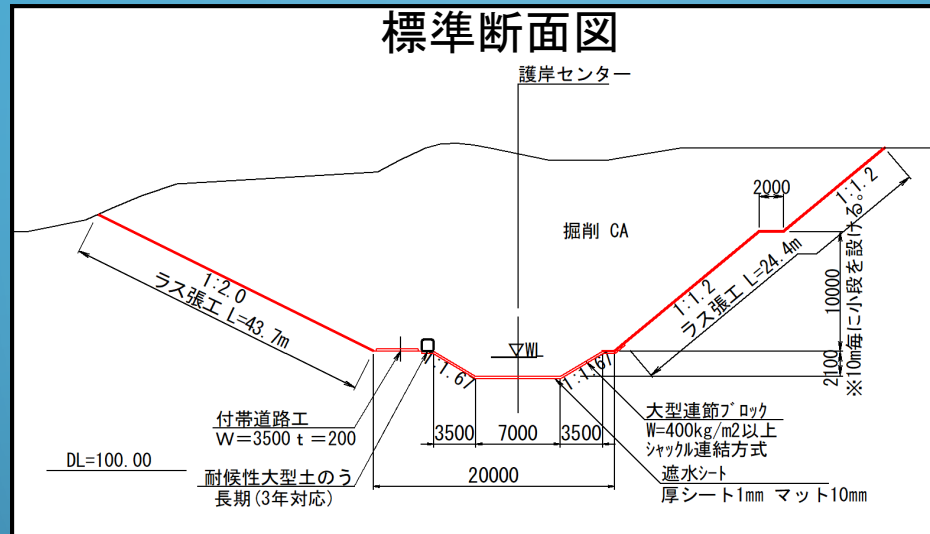 標準断面図
護岸センター
2000
1:1.2
掘削 CA
1:2.0
ラス張工 L=43.7m
1:1.2
ラス張工 L=24.4m
10000
2100
※10m毎に小段を設ける。
WL
1:1.67
1:1.67
付帯道路工
W=3500 t=200
3500
7000
3500
大型連節ブロック
W=400kg/m2以上
シャックル連結方式
DL=100.00
耐候性大型土のう
長期(3年対応)
20000
遮水シート
厚シート1mm マット10mm